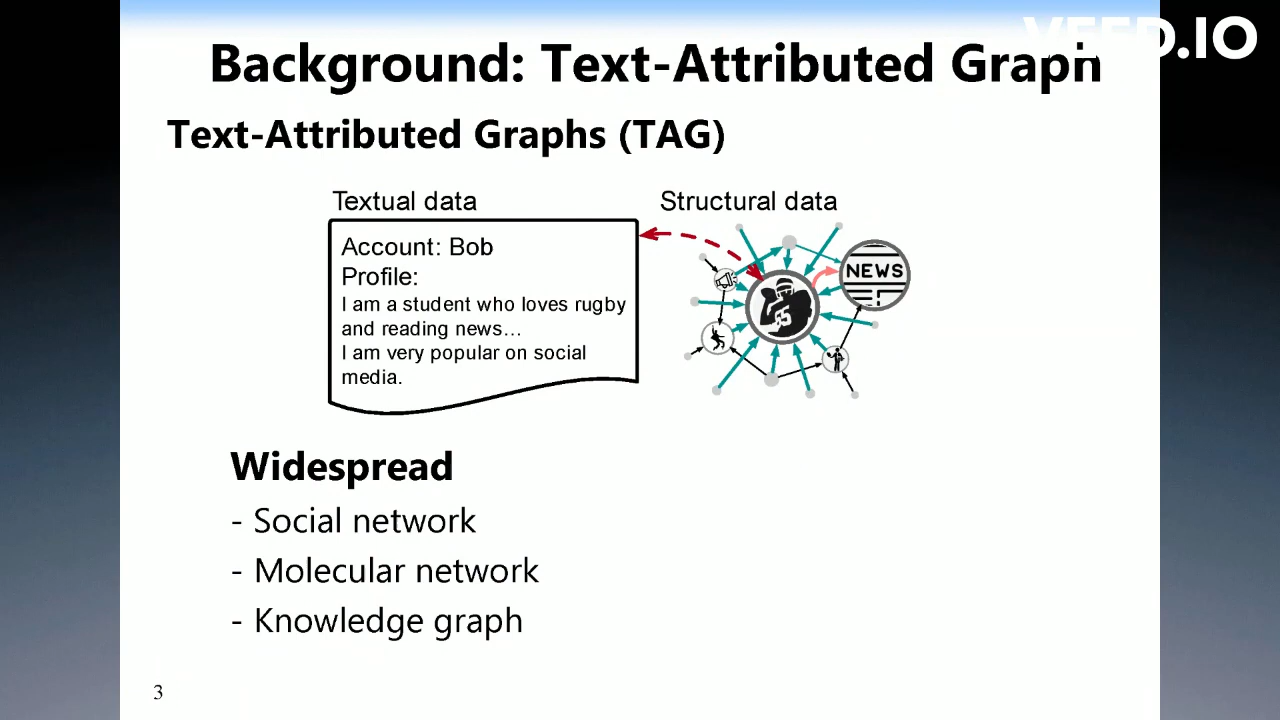 VEED.IO
Background: Text-Attributed Graph
Text-Attributed Graphs (TAG)
Textual data
Structural data
Account: Bob
Profile:
I am a student who loves rugby
and reading news…
I am very popular on social
media.
NEWS
Widespread
- Social network
- Molecular network
- Knowledge graph
3